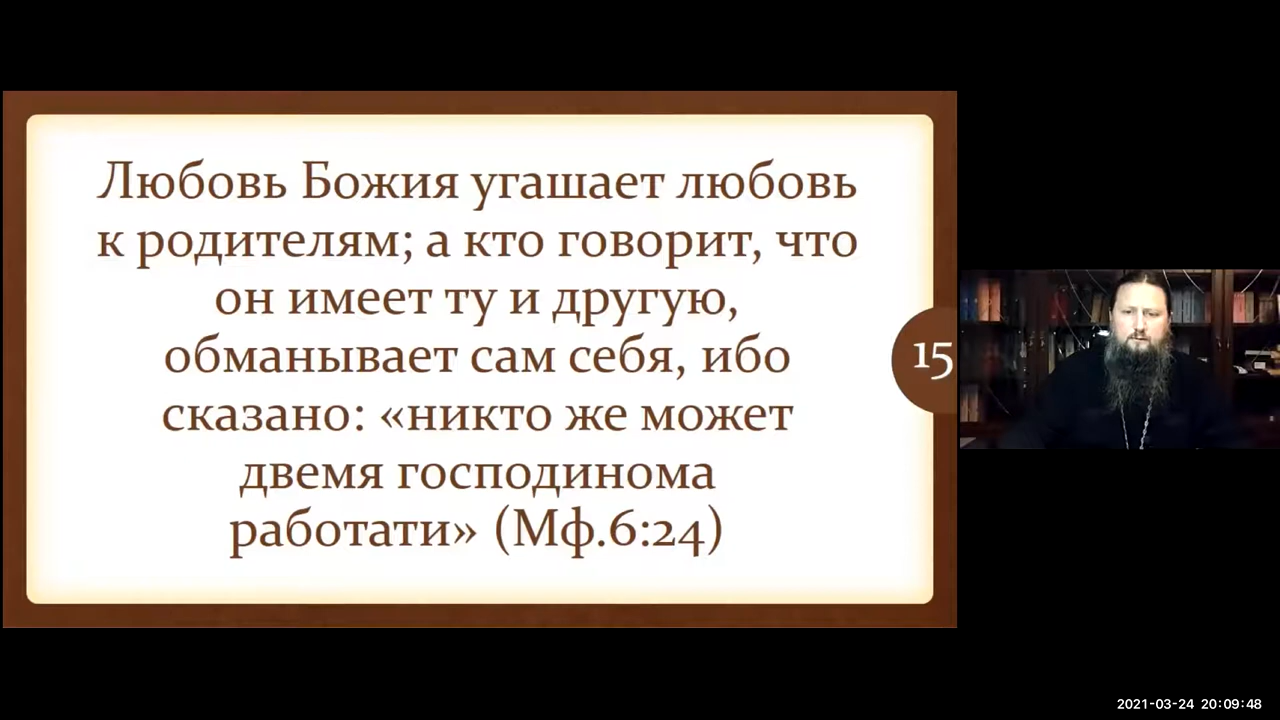 Любовь Божия угашает любовь
к родителям; а кто говорит, что
он имеет ту и другую,
обманывает сам себя, ибо
сказано: «никто же может
двемя господинома
работати» (Мф.6:24)
15
2021-03-24 20:09:48